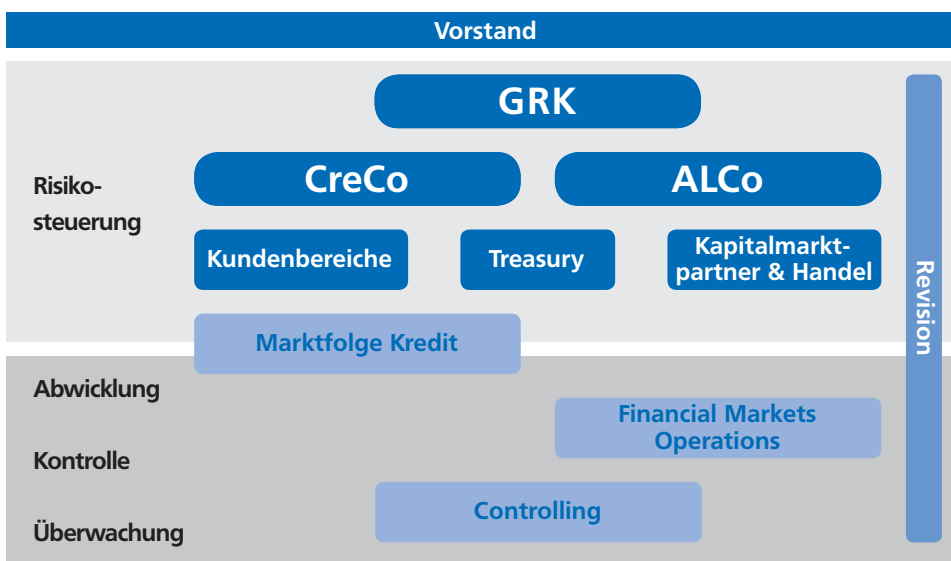 Vorstand
GRK
CreCo
ALCo
Risiko-
steuerung
Kundenbereiche
Treasury
Kapitalmarkt-
partner & Handel
Revision
Marktfolge Kredit
Abwicklung
Financial Markets
Operations
Kontrolle
Controlling
Überwachung